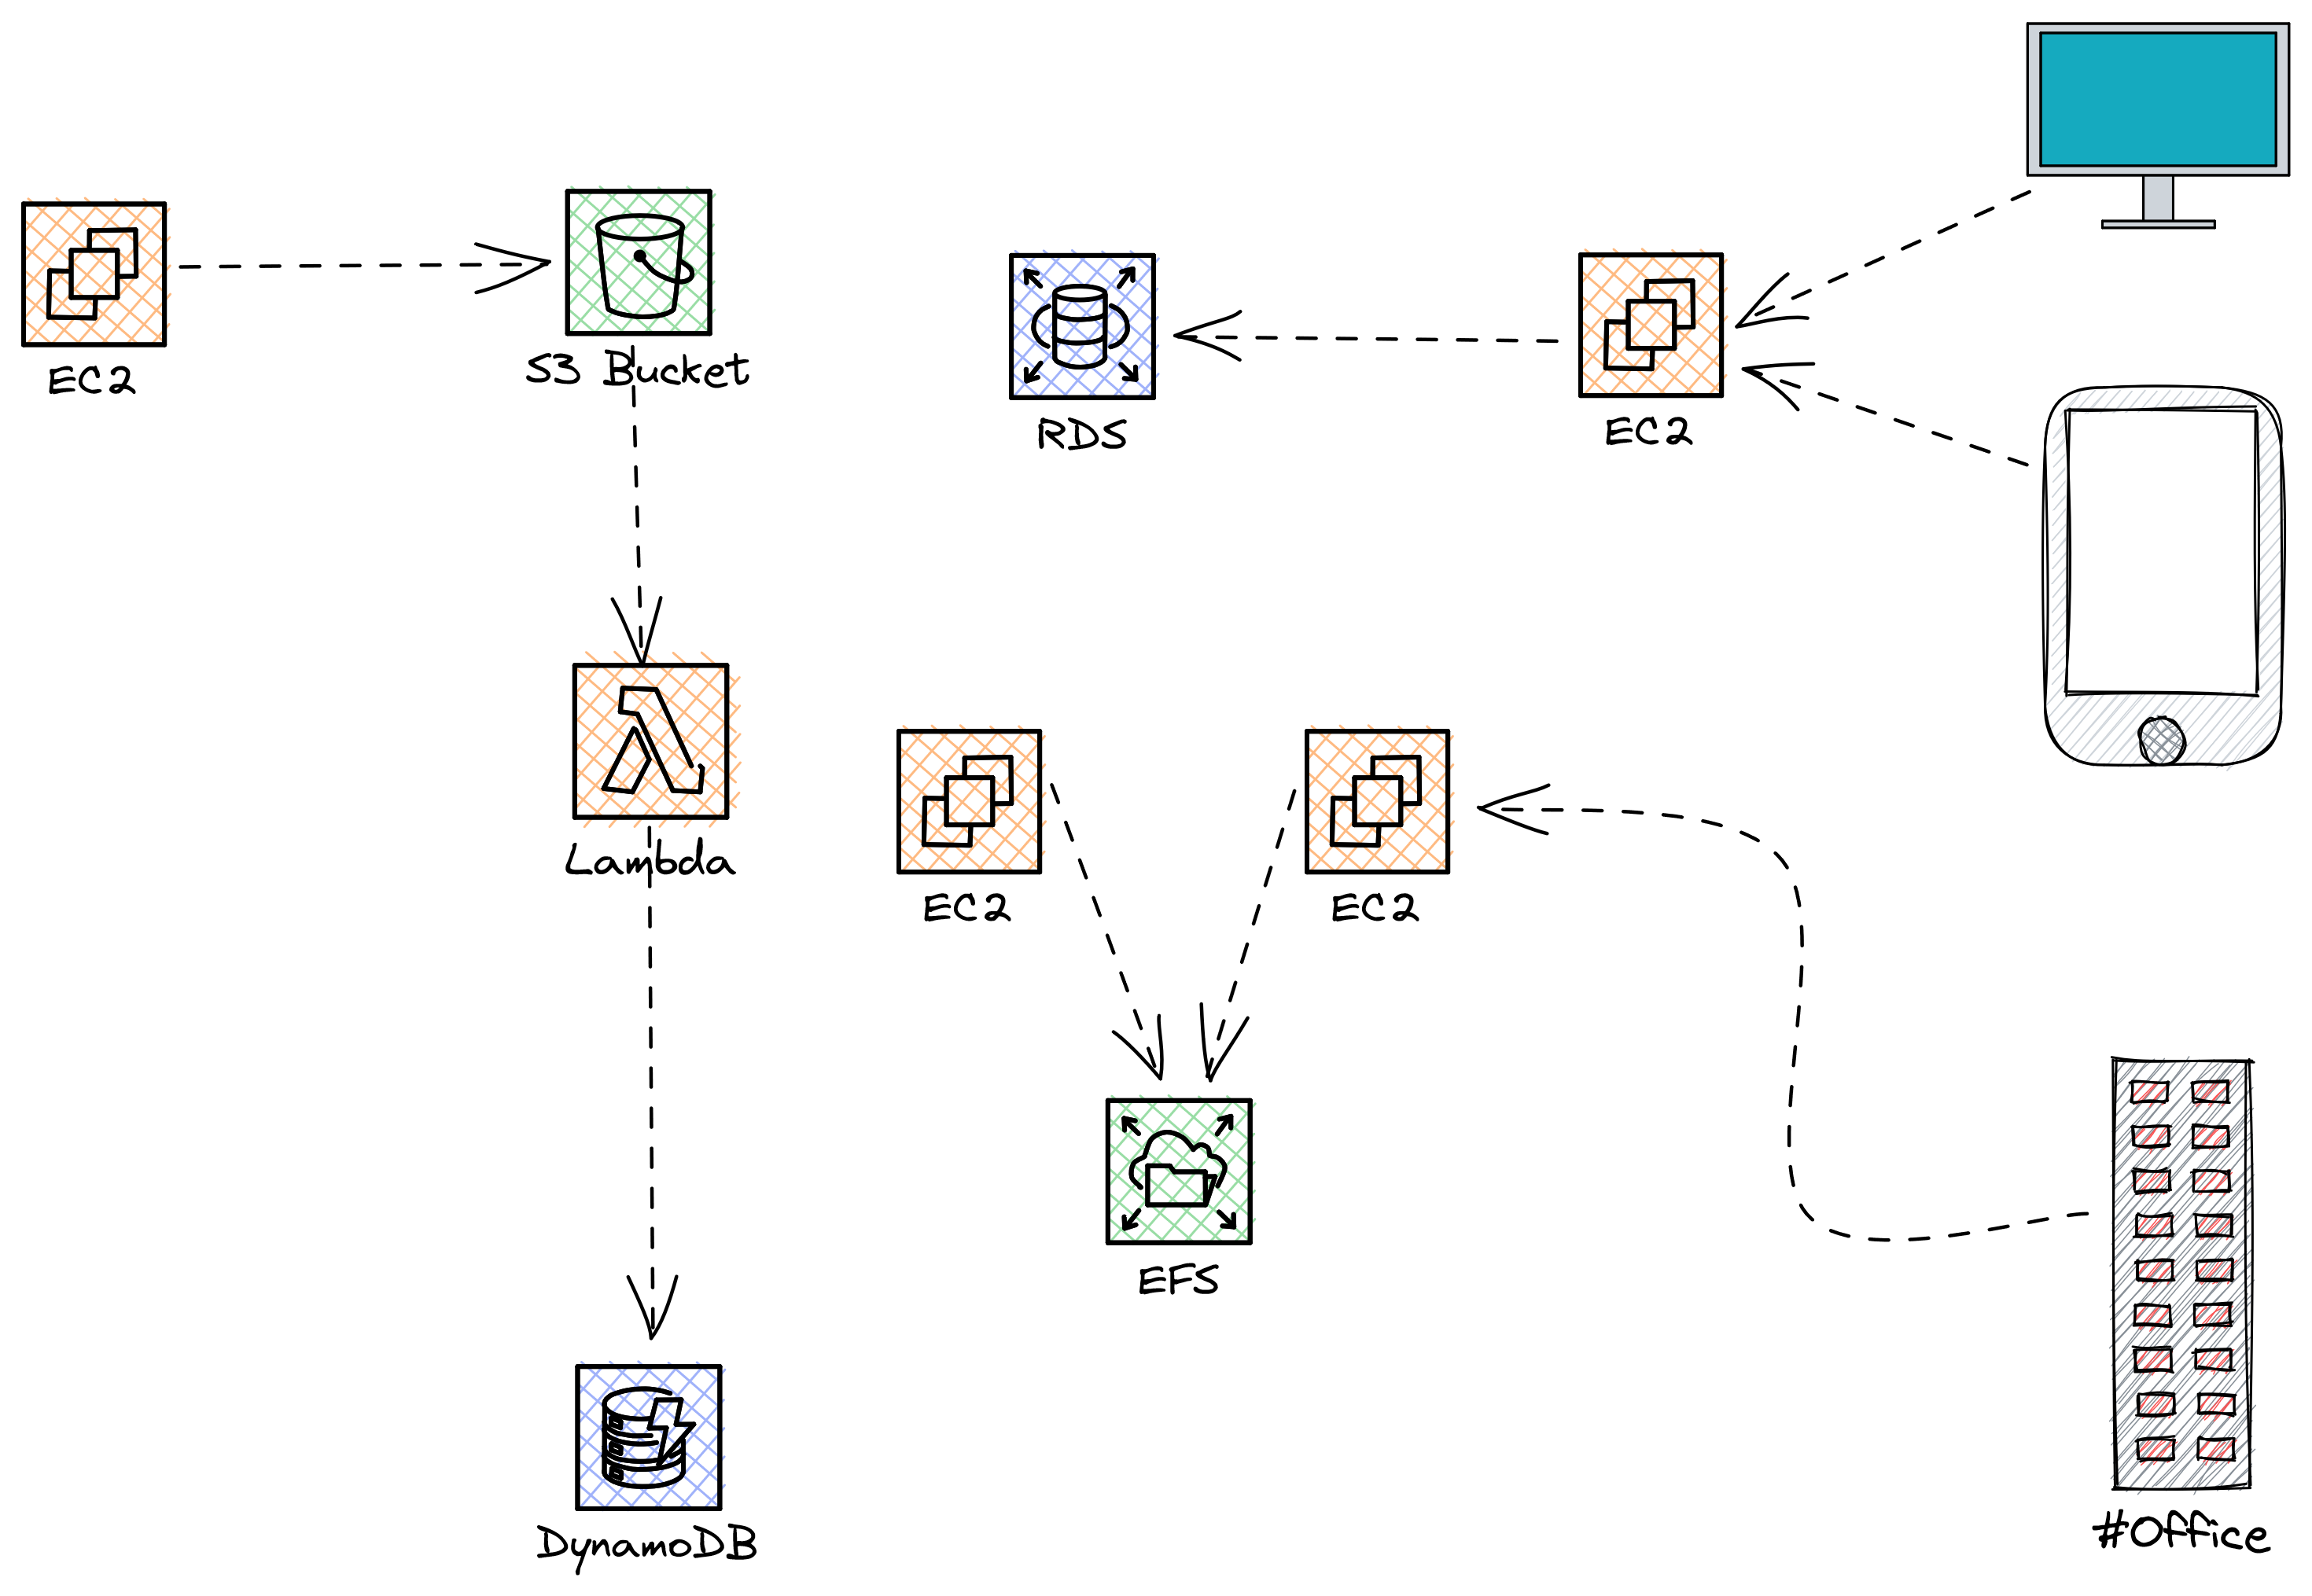 EC2
S3 Bucket
RDS
EC2
Lambda
EC2
EC2
EFS
DynamoDB
#Office